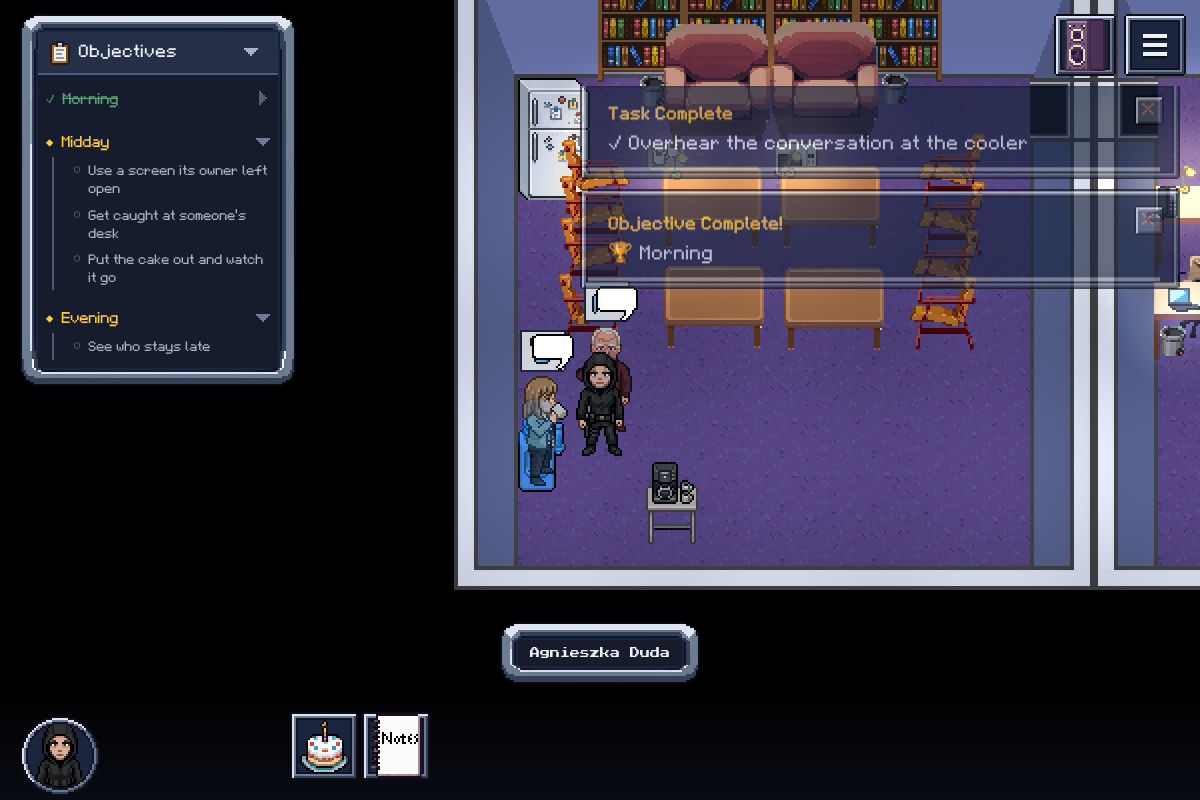 Objectives
✓ Morning
Midday
Use a screen its owner left
open
Get caught at someone's
desk
Put the cake out and watch
it go
Evening
See who stays late
Task Complete
✓ Overhear the conversation at the cooler
Objective Complete!
Morning
Agnieszka Duda
Notes